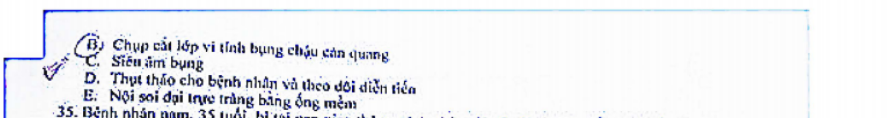 B. Chụp cắt lớp vi tính bụng chậu cản quang
C. Siêu âm bụng
D. Thụt tháo cho bệnh nhân và theo dõi diễn tiến
E. Nội soi đại trực tràng bằng ống mềm
35. Bệnh nhân nam, 35 tuổi, bị